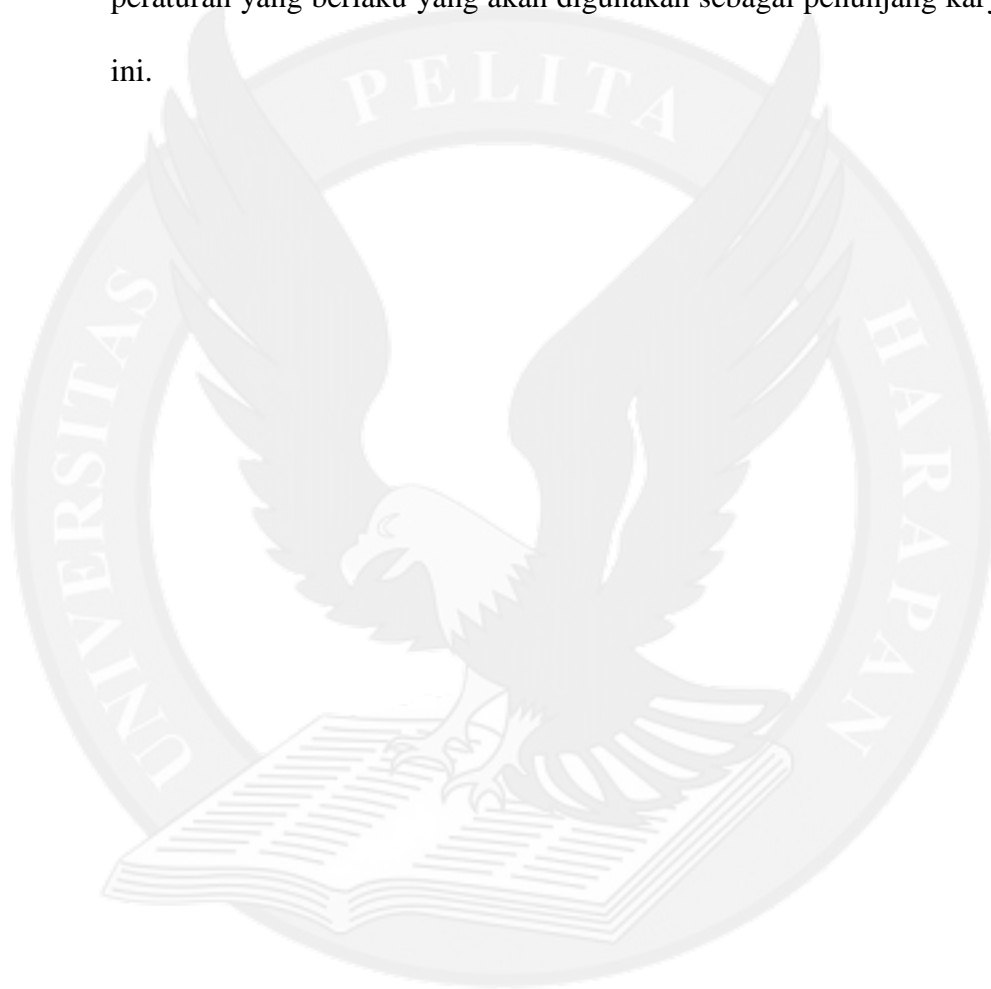 peraturan yang berlaku yang akan digunakan sebagai penunjang
ini.
PELITA
UNIVERSITAS
HARAPAN